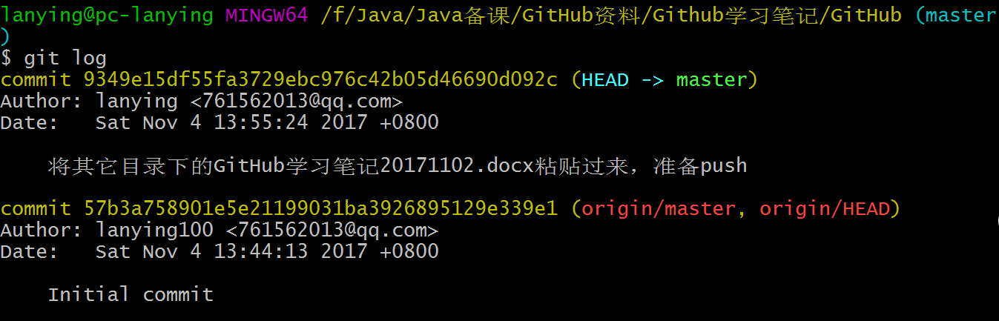 lanying@pc-lanying MINGW64 /f/Java/Java备课/GitHub资料/Github学习笔记/GitHub (master
)
$ git log
commit 9349e15df55fa3729ebc976c42b05d46690d092c (HEAD -> master)
Author: lanying <761562013@qq.com>
Date:   Sat Nov 4 13:55:24 2017 +0800
    将其它目录下的GitHub学习笔记20171102.docx粘贴过来，准备push
commit 57b3a758901e5e21199031ba3926895129e339e1 (origin/master, origin/HEAD)
Author: lanying100 <761562013@qq.com>
Date:   Sat Nov 4 13:44:13 2017 +0800
    Initial commit